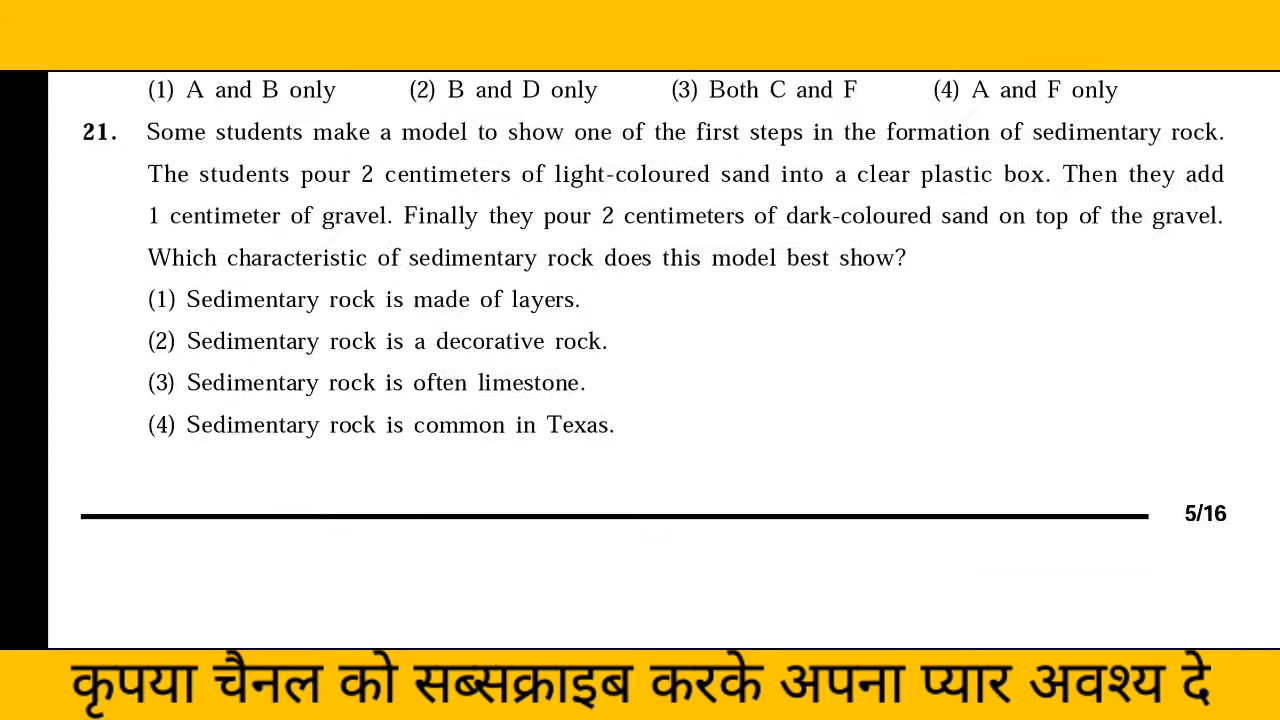 (1) A and B only (2) B and D only (3) Both C and F (4) A and F only
21. Some students make a model to show one of the first steps in the formation of sedimentary rock.
The students pour 2 centimeters of light-coloured sand into a clear plastic box. Then they add
1 centimeter of gravel. Finally they pour 2 centimeters of dark-coloured sand on top of the gravel.
Which characteristic of sedimentary rock does this model best show?
(1) Sedimentary rock is made of layers.
(2) Sedimentary rock is a decorative rock.
(3) Sedimentary rock is often limestone.
(4) Sedimentary rock is common in Texas.
5/16
कृपया चैनल को सब्सक्राइब करके अपना प्यार अवश्य दे